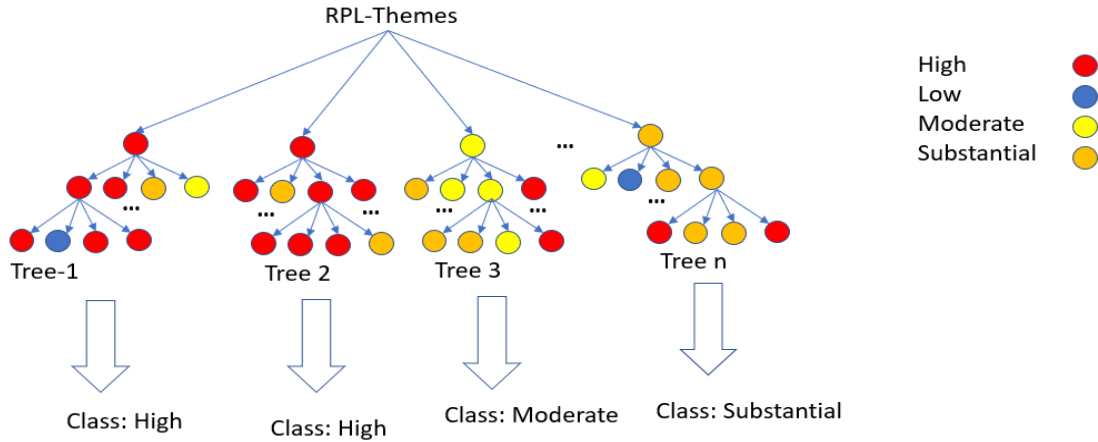 RPL-Themes
High
Low
Moderate
Substantial
...
...
...
...
...
...
...
Tree-1
Tree 2
Tree 3
Tree n
Class: High
Class: High
Class: Moderate
Class: Substantial